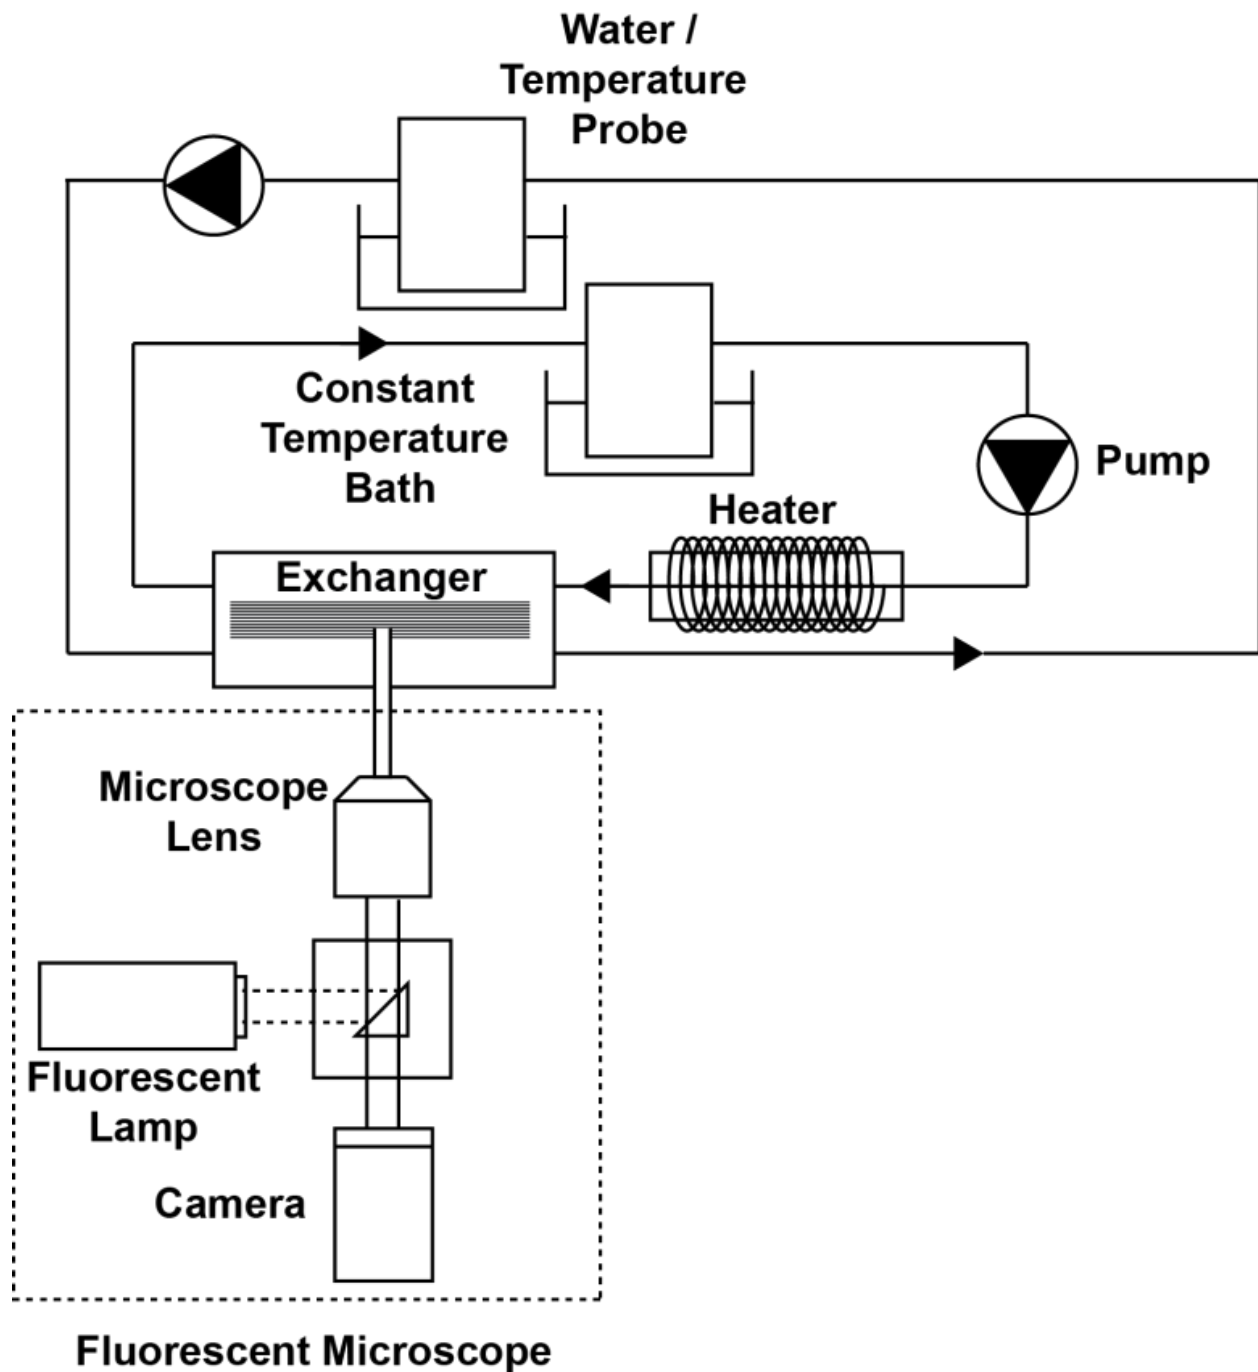 Water /
Temperature
Probe
Constant
Temperature
Bath
Pump
Heater
Exchanger
Microscope
Lens
Fluorescent
Lamp
Camera
Fluorescent Microscope